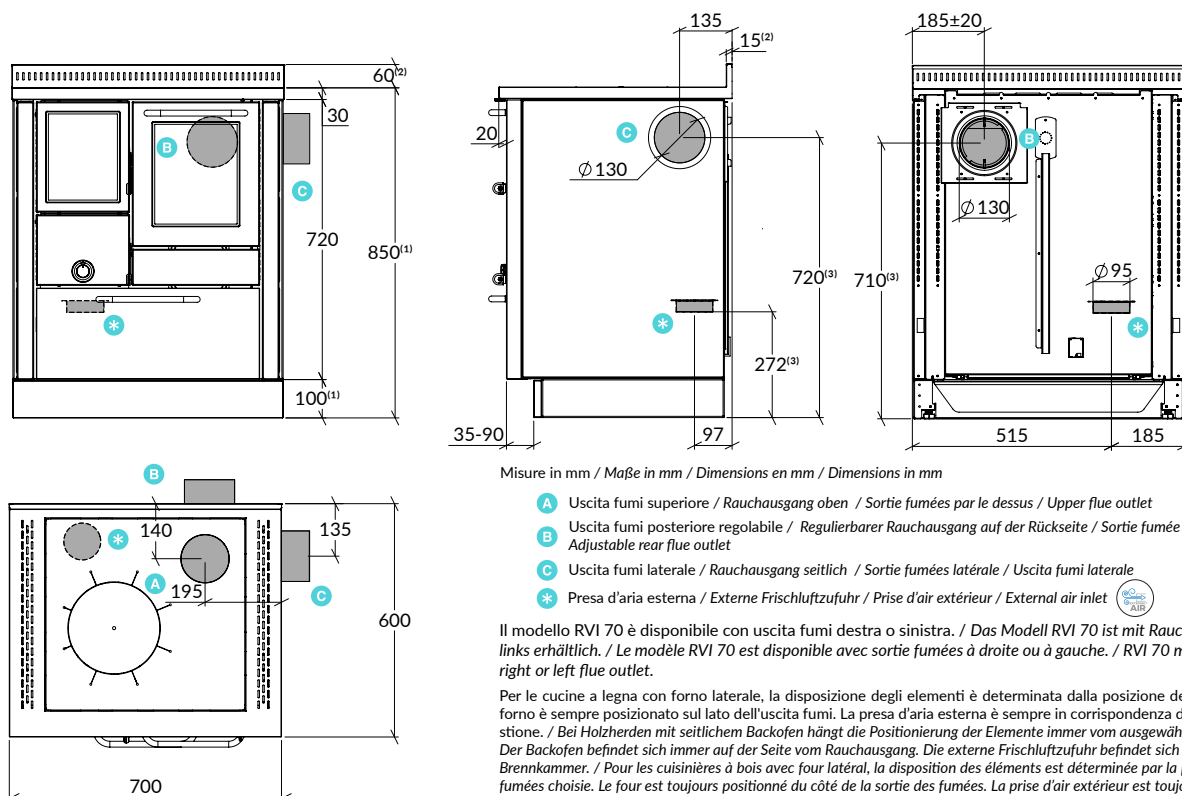 60(2)
30
B
C
720
850(1)
100(1)
135
15(2)
20
C
Ø 130
720(3)
272(3)
35-90
97
185±20
B
Ø 130
710(3)
Ø 95
515
185
B
140
135
A
195
C
600
700
Misure in mm / Maße in mm / Dimensions en mm / Dimensions in mm
A Uscita fumi superiore / Rauchausgang oben / Sortie fumées par le dessus / Upper flue outlet
B Uscita fumi posteriore regolabile / Regulierbarer Rauchausgang auf der Rückseite / Sortie fumée
Adjustable rear flue outlet
C Uscita fumi laterale / Rauchausgang seitlich / Sortie fumées latérale / Uscita fumi laterale
* Presa d'aria esterna / Externe Frischluftzufuhr / Prise d'air extérieur / External air inlet
AIR
Il modello RVI 70 è disponibile con uscita fumi destra o sinistra. / Das Modell RVI 70 ist mit Rauc
links erhältlich. / Le modèle RVI 70 est disponible avec sortie fumées à droite ou à gauche. / RVI 70 m
right or left flue outlet.
Per le cucine a legna con forno laterale, la disposizione degli elementi è determinata dalla posizione de
forno è sempre posizionato sul lato dell'uscita fumi. La presa d'aria esterna è sempre in corrispondenza d
stione. / Bei Holzherden mit seitlichem Backofen hängt die Positionierung der Elemente immer vom ausgewäh
Der Backofen befindet sich immer auf der Seite vom Rauchausgang. Die externe Frischluftzufuhr befindet sich
Brennkammer. / Pour les cuisinières à bois avec four latéral, la disposition des éléments est déterminée par la
fumées choisie. Le four est toujours positionné du côté de la sortie des fumées. La prise d'air extérieur est touj